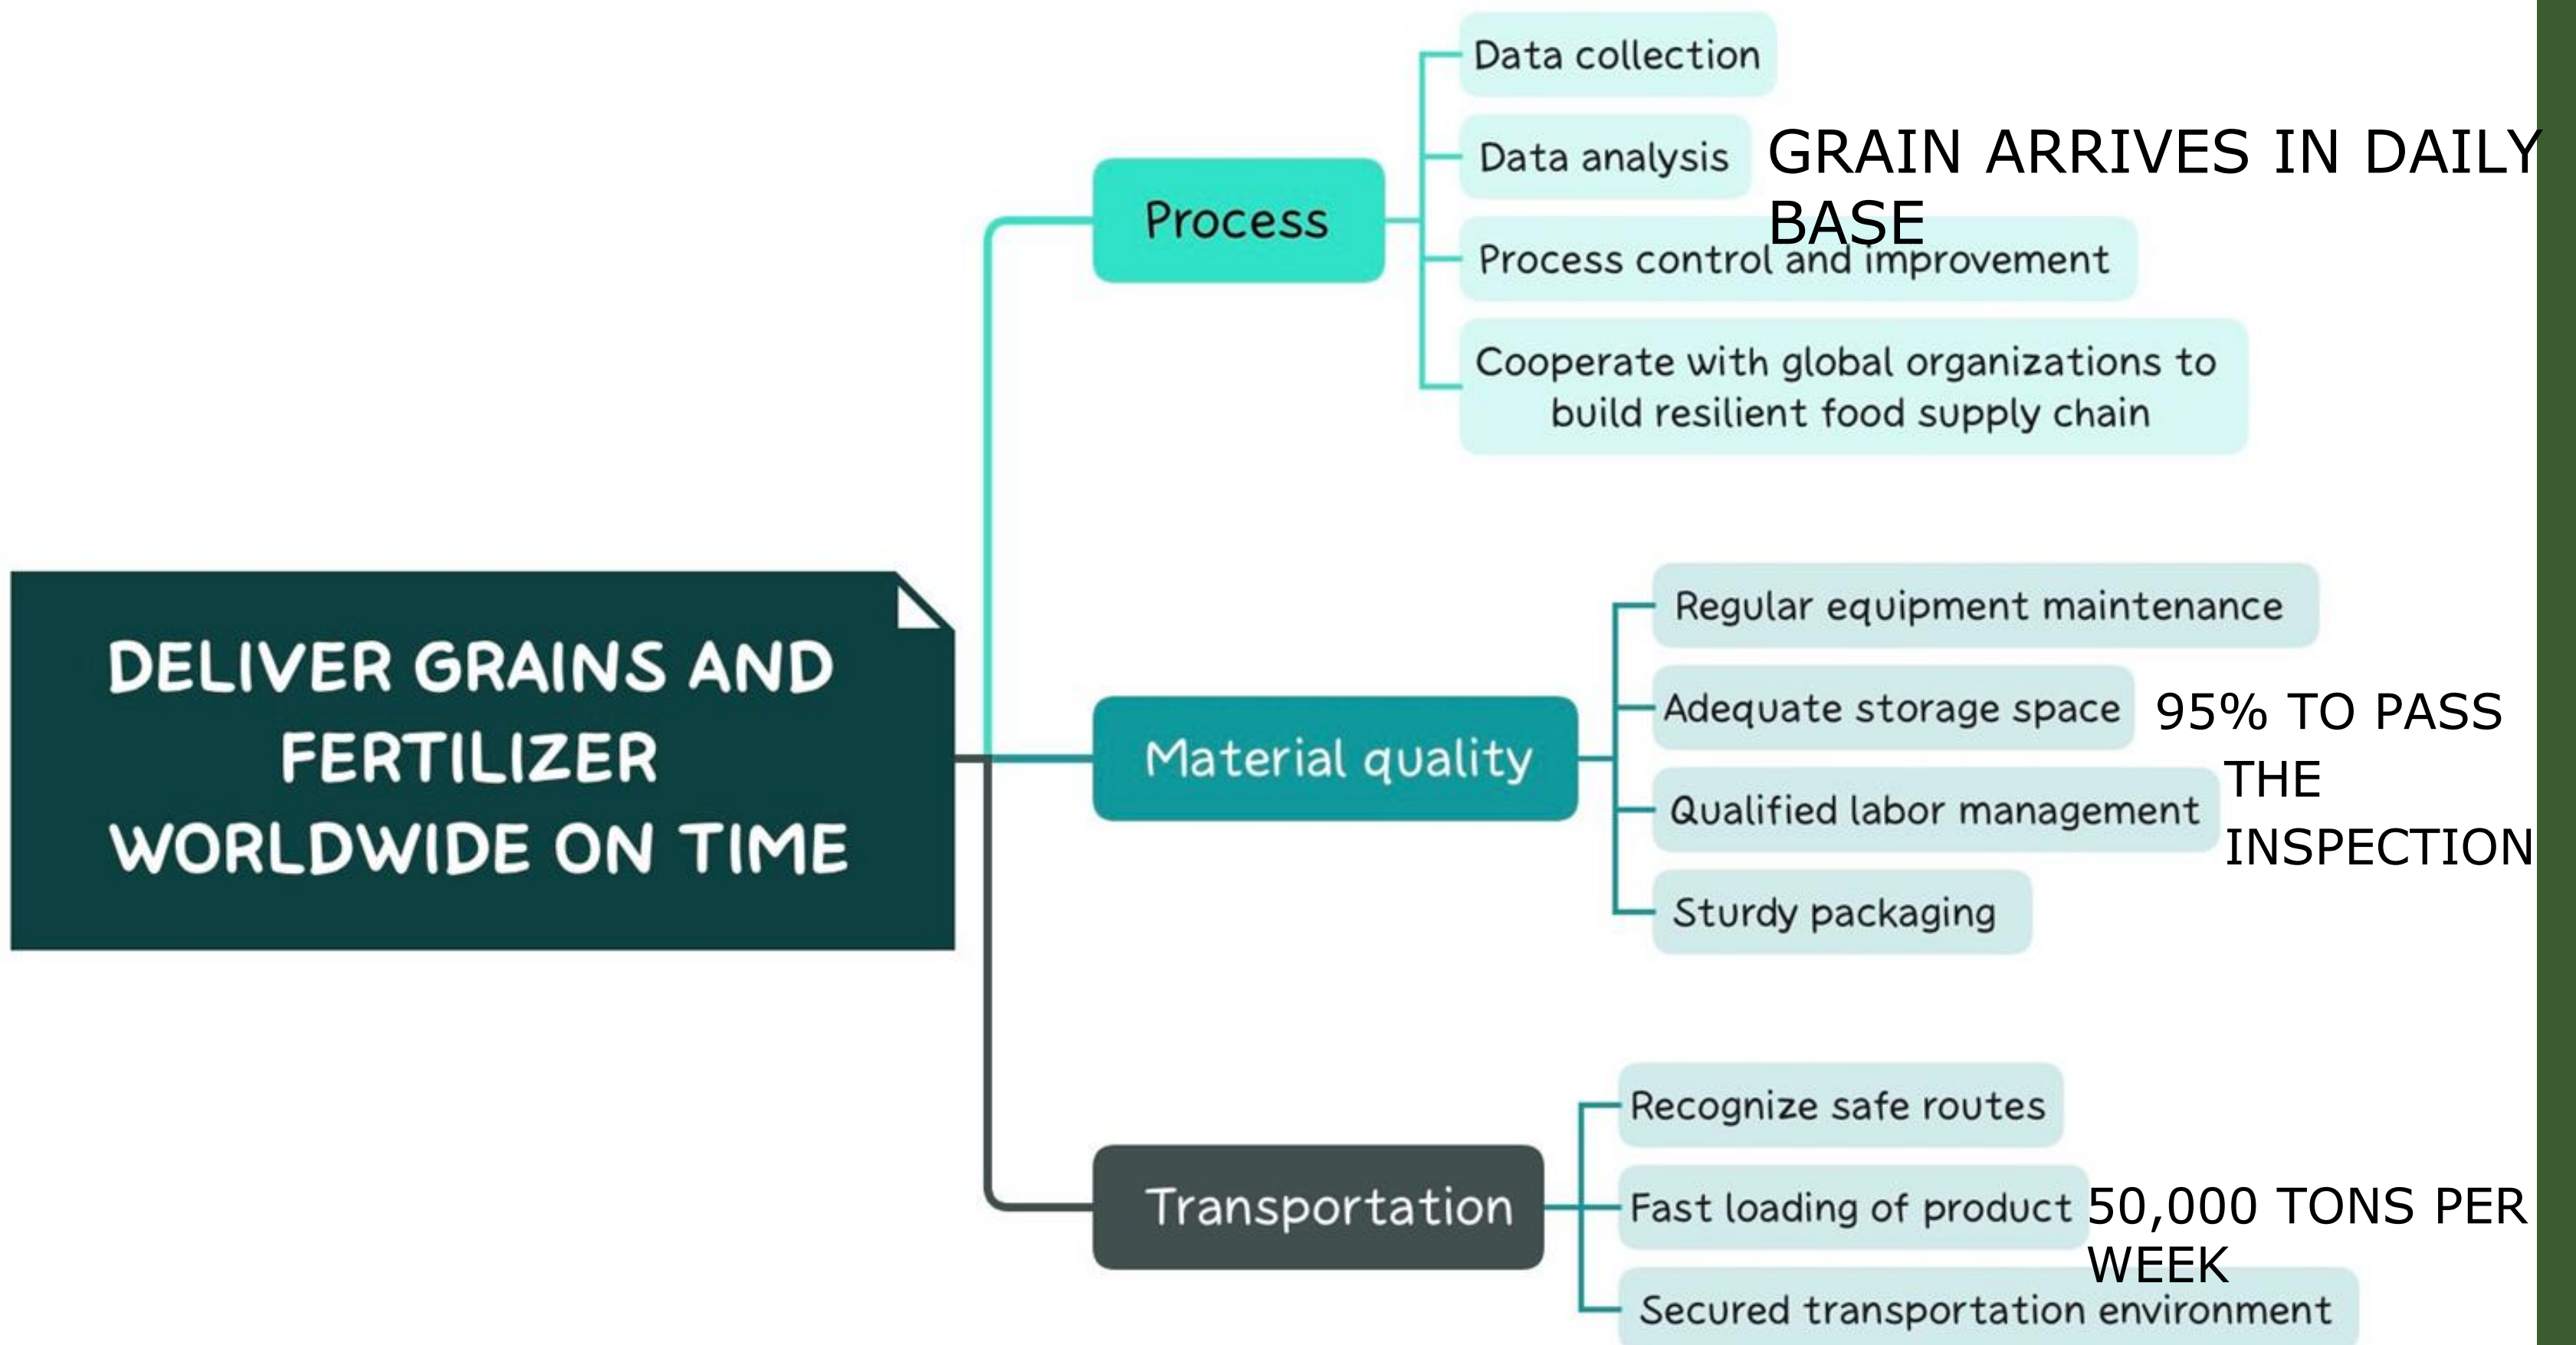 DELIVER GRAINS AND
FERTILIZER
WORLDWIDE ON TIME
Process
Data collection
Data analysis
GRAIN ARRIVES IN DAILY
BASE
Process control and improvement
Cooperate with global organizations to
build resilient food supply chain
Material quality
Regular equipment maintenance
Adequate storage space
95% TO PASS
THE
INSPECTION
Qualified labor management
Sturdy packaging
Transportation
Recognize safe routes
Fast loading of product
50,000 TONS PER
WEEK
Secured transportation environment